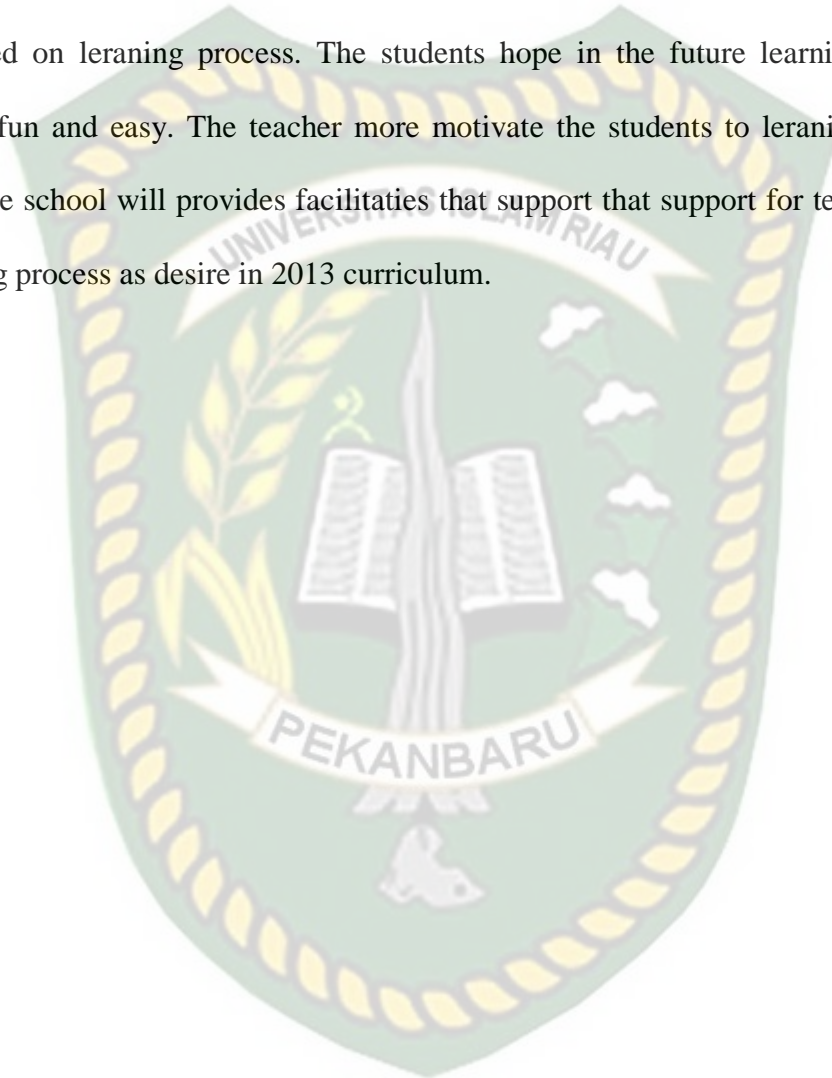 ed on leraning process. The students hope in the future learni
fun and easy. The teacher more motivate the students to lerani
e school will provides facilitaties that support that support for te
g process as desire in 2013 curriculum.
UNIVERSITAS ISLAM RIAU
PEKANBARU